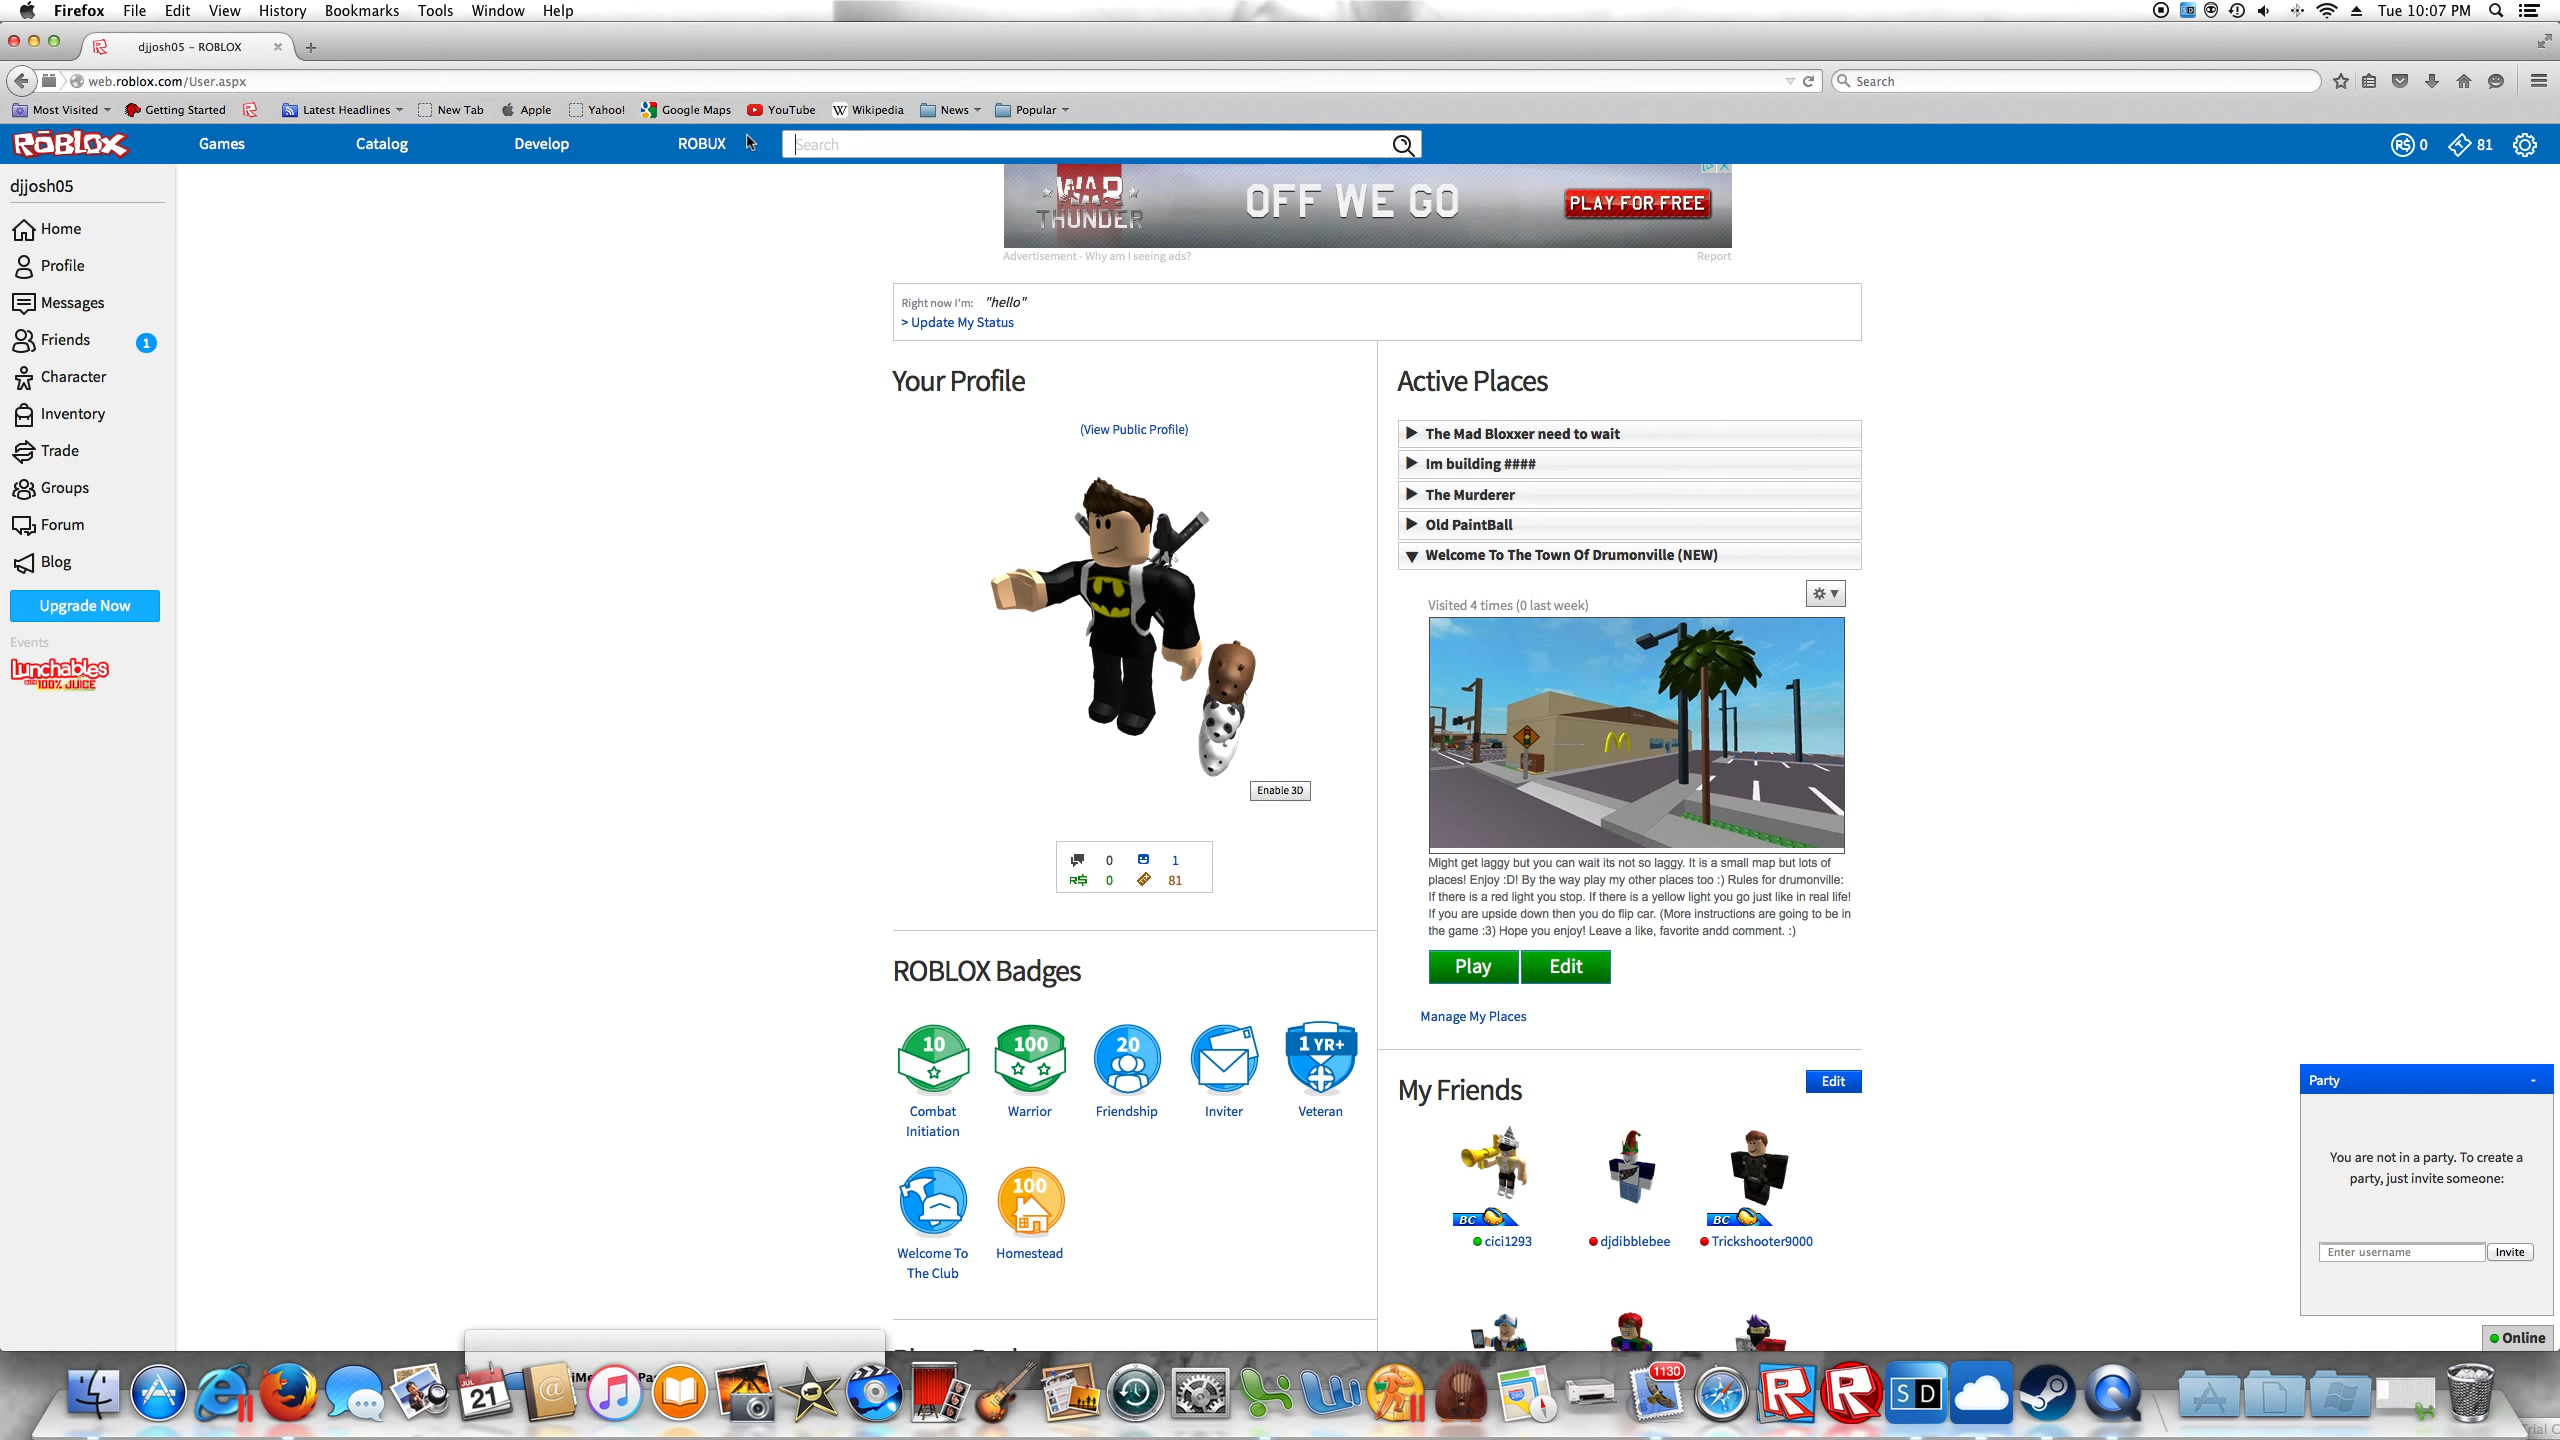 Firefox File Edit View History Bookmarks Tools Window Help
Tue 10:07 PM
djjosh05 – ROBLOX
web.roblox.com/User.aspx
Search
Most Visited Getting Started Latest Headlines New Tab Apple Yahoo! Google Maps YouTube Wikipedia News Popular
ROBLOX Games Catalog Develop ROBUX Search R$ 0 81
djjosh05
Home
Profile
Messages
Friends 1
Character
Inventory
Trade
Groups
Forum
Blog
Upgrade Now
Events
Lunchables
100% JUICE
WAR
THUNDER
OFF WE GO
PLAY FOR FREE
Advertisement - Why am I seeing ads?
Report
Right now I'm: "hello"
> Update My Status
Your Profile
(View Public Profile)
Enable 3D
0 1
R$ 0 81
ROBLOX Badges
10 100 20 1 YR+
Combat Initiation
Warrior
Friendship
Inviter
Veteran
100
Welcome To The Club
Homestead
Active Places
The Mad Bloxxer need to wait
Im building ####
The Murderer
Old PaintBall
Welcome To The Town Of Drumonville (NEW)
Visited 4 times (0 last week)
Might get laggy but you can wait its not so laggy. It is a small map but lots of
places! Enjoy :D! By the way play my other places too :) Rules for drumonville:
If there is a red light you stop. If there is a yellow light you go just like in real life!
If you are upside down then you do flip car. (More instructions are going to be in
the game :3) Hope you enjoy! Leave a like, favorite andd comment. :)
Play Edit
Manage My Places
My Friends
Edit
BC BC
cici1293
djdibblebee
Trickshooter9000
Party -
You are not in a party. To create a
party, just invite someone:
Enter username Invite
Online
JUL
21
1130
S D